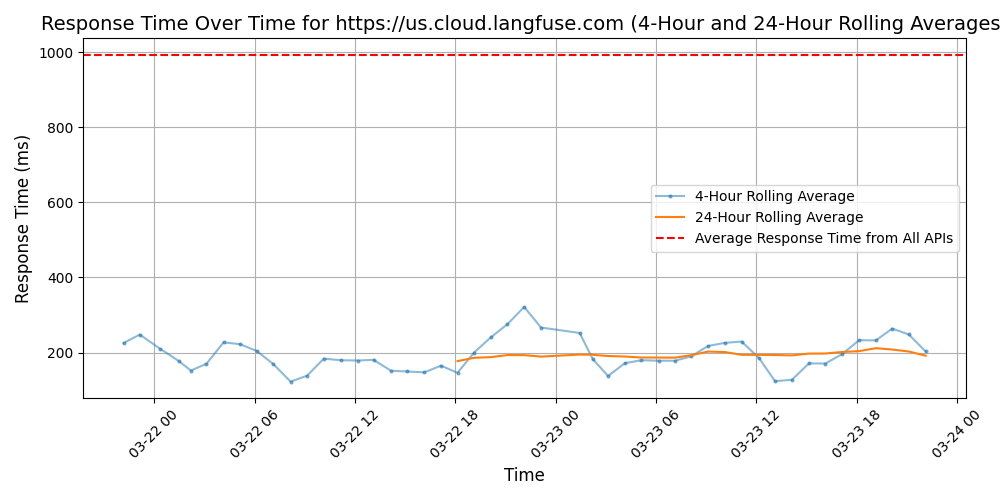 Response Time Over Time for https://us.cloud.langfuse.com (4-Hour and 24-Hour Rolling Averages
Response Time (ms)
1000
800
600
400
200
4-Hour Rolling Average
24-Hour Rolling Average
Average Response Time from All APIs
03-22 00
03-22 06
03-22 12
03-22 18
03-23 00
03-23 06
03-23 12
03-23 18
03-24 00
Time